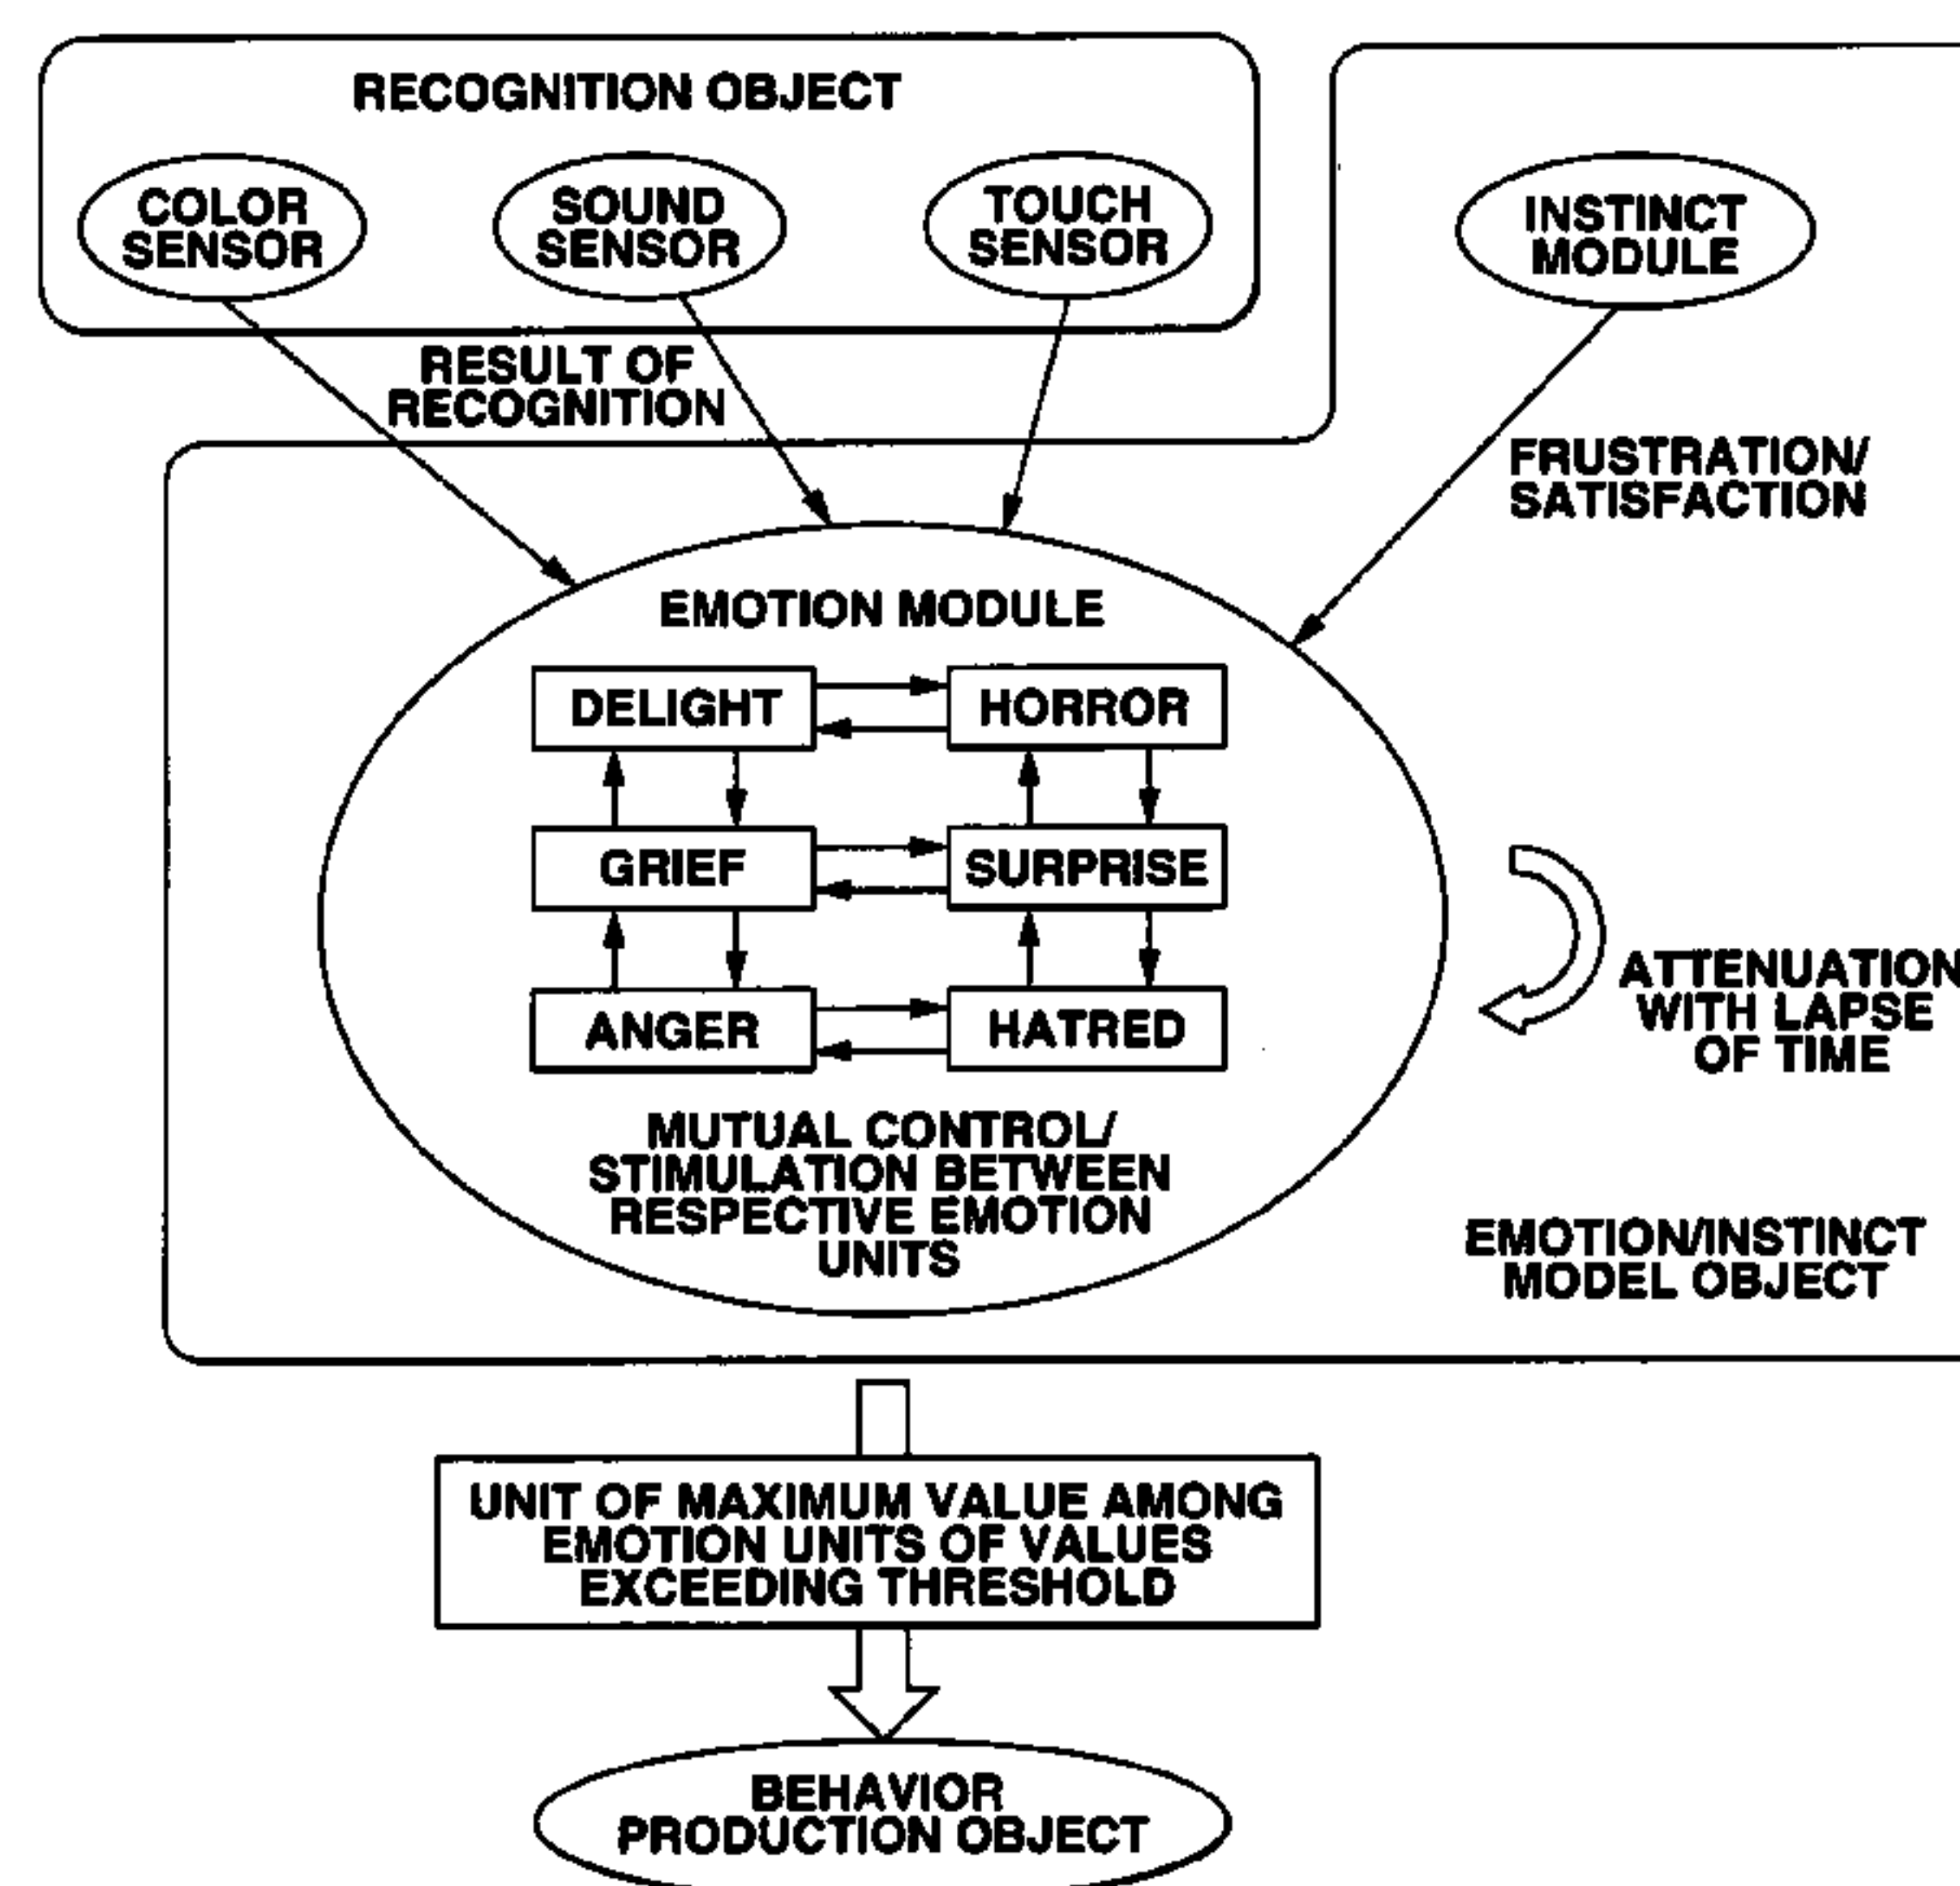 RECOGNITION OBJECT
COLOR
SENSOR
SOUND
SENSOR
TOUCH
SENSOR
INSTINCT
MODULE
RESULT OF
RECOGNITION
FRUSTRATION/
SATISFACTION
EMOTION MODULE
DELIGHT
HORROR
GRIEF
SURPRISE
ANGER
HATRED
ATTENUATION
WITH LAPSE
OF TIME
MUTUAL CONTROL/
STIMULATION BETWEEN
RESPECTIVE EMOTION
UNITS
EMOTION/INSTINCT
MODEL OBJECT
UNIT OF MAXIMUM VALUE AMONG
EMOTION UNITS OF VALUES
EXCEEDING THRESHOLD
BEHAVIOR
PRODUCTION OBJECT